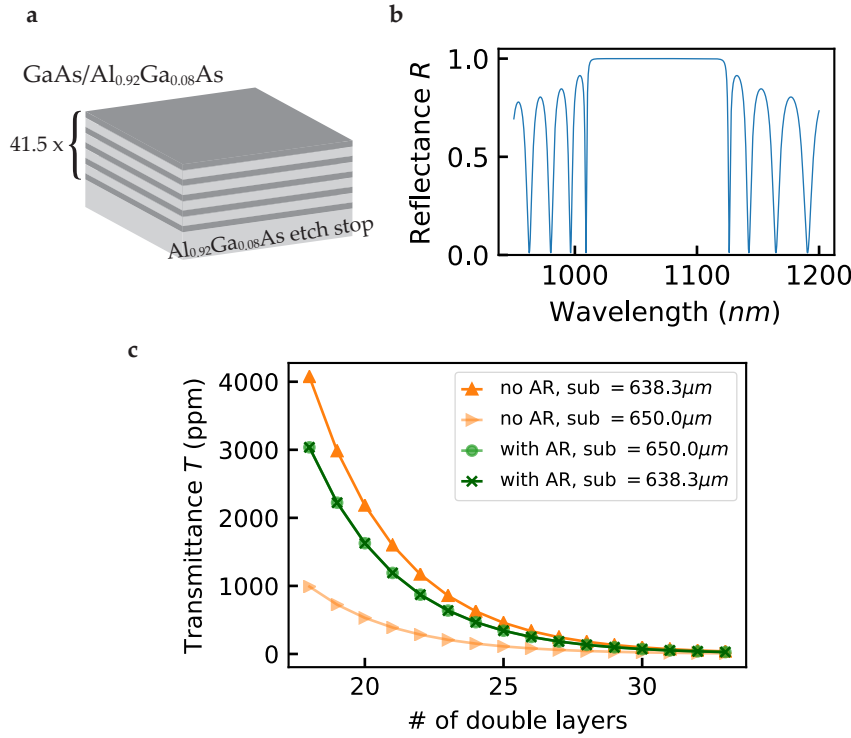 a
GaAs/Al0.92Ga0.08As
41.5 x
Al0.92Ga0.08As etch stop
b
Reflectance R
1.0
0.5
0.0
1000
1100
1200
Wavelength (nm)
c
Transmittance T (ppm)
4000
3000
2000
1000
0
20
25
30
# of double layers
no AR, sub = 638.3μm
no AR, sub = 650.0μm
with AR, sub = 650.0μm
with AR, sub = 638.3μm